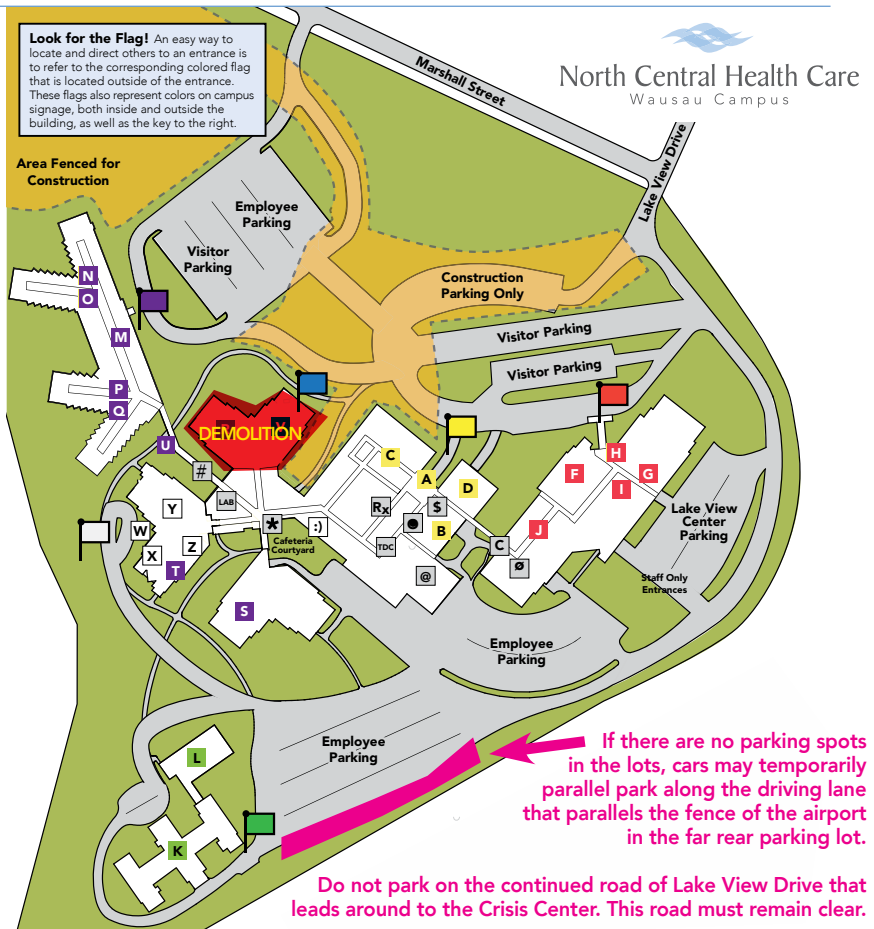 Look for the Flag! An easy way to
locate and direct others to an entrance is
to refer to the corresponding colored flag
that is located outside of the entrance.
These flags also represent colors on campus
signage, both inside and outside the
building, as well as the key to the right.
North Central Health Care
Wausau Campus
Marshall Street
Lake View Drive
Area Fenced for
Construction
Employee
Parking
Visitor
Parking
Construction
Parking Only
Visitor Parking
Visitor Parking
N
O
M
P
Q
U
DEMOLITION
#
LAB
*
:)
Cafeteria
Courtyard
Y
W
X
Z
T
S
C
A
D
Rx
$
B
TDC
@
C
Ø
H
F
G
I
J
Lake View
Center
Parking
Staff Only
Entrances
Employee
Parking
Employee
Parking
L
K
If there are no parking spots
in the lots, cars may temporarily
parallel park along the driving lane
that parallels the fence of the airport
in the far rear parking lot.
Do not park on the continued road of Lake View Drive that
leads around to the Crisis Center. This road must remain clear.